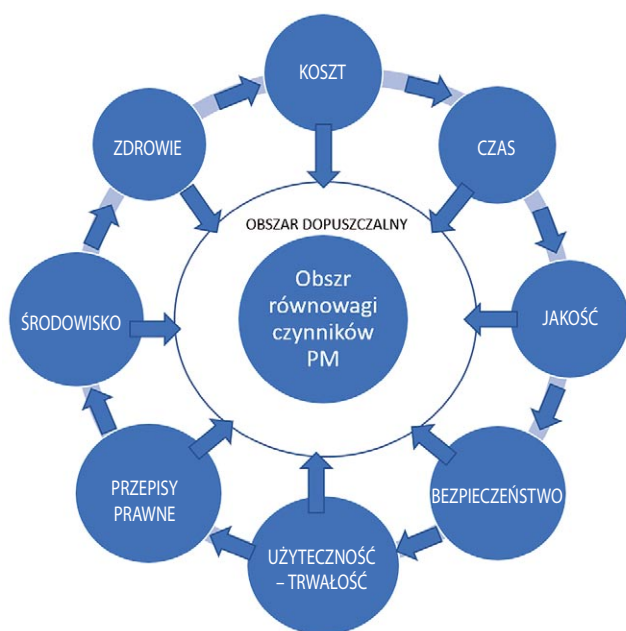 KOSZT
CZAS
JAKOŚĆ
BEZPIECZEŃSTWO
UŻYTECZNOŚĆ
– TRWAŁOŚĆ
PRZEPISY
PRAWNE
ŚRODOWISKO
ZDROWIE
OBSZAR DOPUSZCZALNY
Obszr
równowagi
czynników
PM